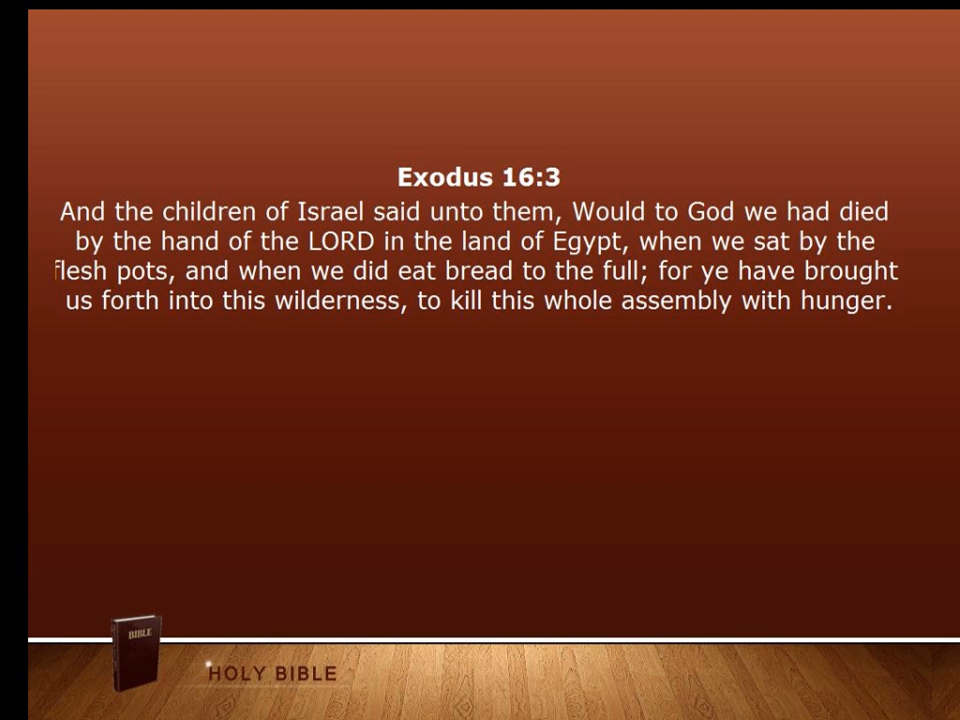 Exodus 16:3
And the children of Israel said unto them, Would to God we had died
by the hand of the LORD in the land of Egypt, when we sat by the
flesh pots, and when we did eat bread to the full; for ye have brought
us forth into this wilderness, to kill this whole assembly with hunger.
BIBLE
HOLY BIBLE